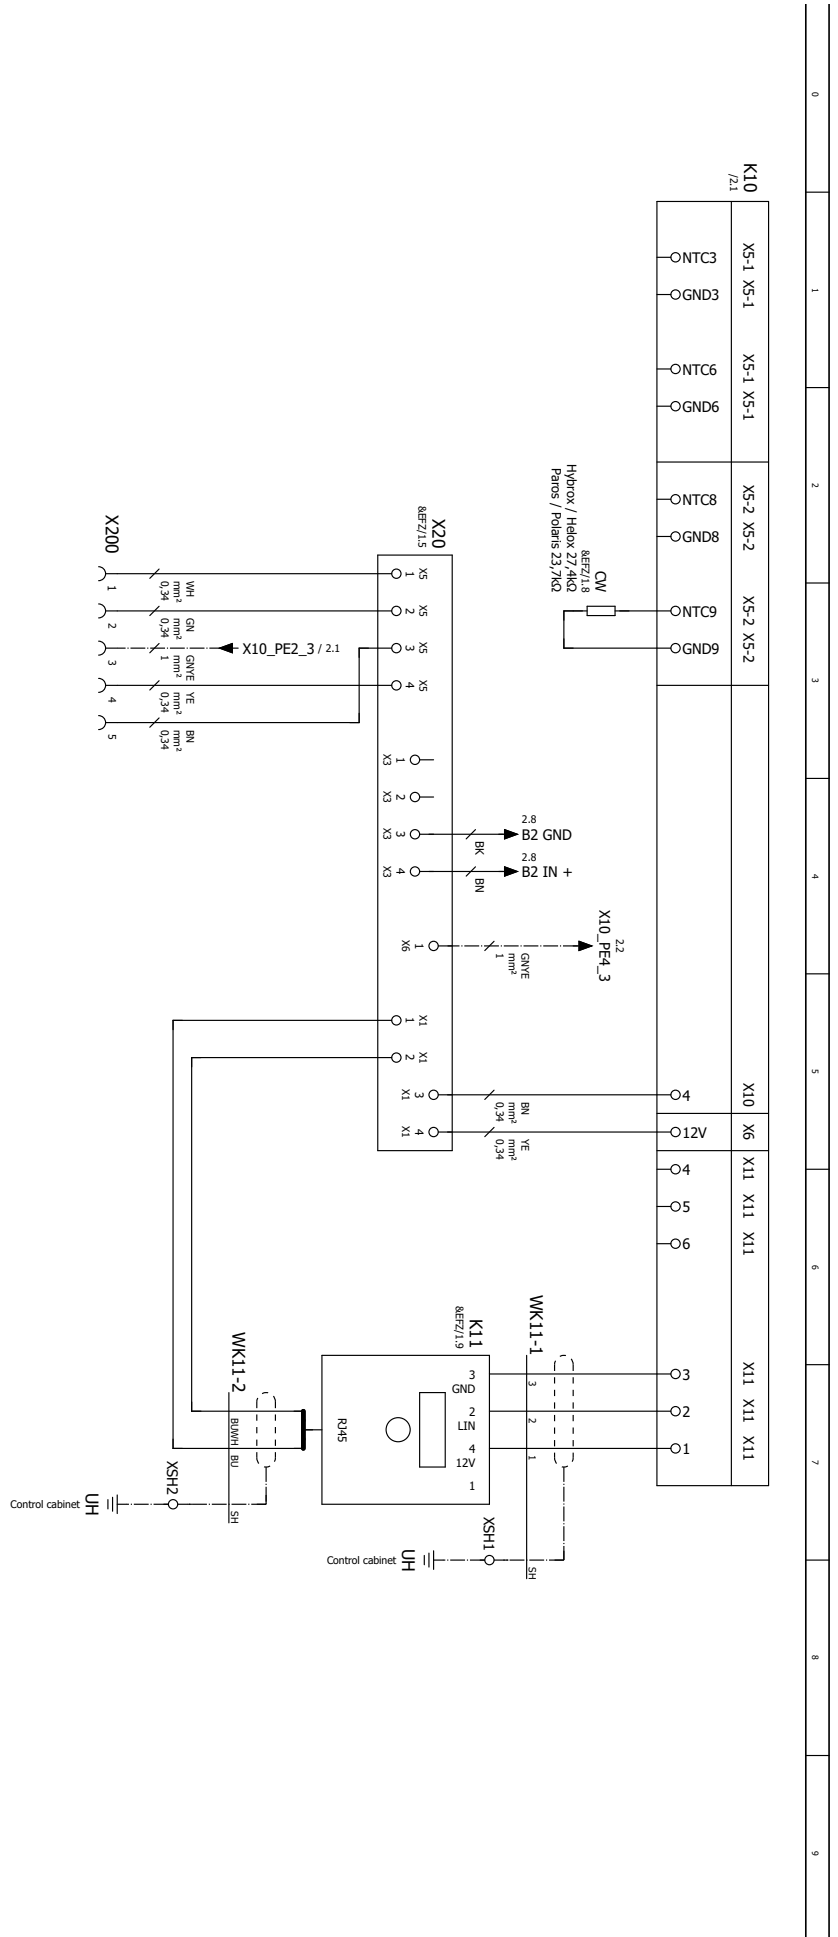 0
1
2
3
4
5
6
7
8
9
K10
/2.1
X5-1 X5-1
NTC3
GND3
X5-1 X5-1
NTC6
GND6
X5-2 X5-2
NTC8
GND8
X5-2 X5-2
NTC9
GND9
X10
4
X6
12V
X11 X11 X11
4
5
6
X11 X11 X11
3
2
1
CW
&EFZ/1.8
Hybrox / Helox 27,4kΩ
Paros / Polaris 23,7kΩ
X20
&EFZ/1.5
1 X5
2 X5
3 X5
4 X5
X3 1
X3 2
X3 3
X3 4
X6 1
1 X1
2 X1
X1 3
X1 4
X200
1
2
3
4
5
WH
mm²
0,34
GN
mm²
0,34
GNYE
mm²
1
YE
mm²
0,34
BN
mm²
0,34
X10_PE2_3 / 2.1
BK
2.8
B2 GND
BN
2.8
B2 IN +
GNYE
mm²
1
2.2
X10_PE4_3
BN
mm²
0,34
YE
mm²
0,34
K11
&EFZ/1.9
3
GND
2
LIN
4
12V
1
RJ45
WK11-1
3
2
1
SH
XSH1
UH
Control cabinet
WK11-2
BUWH
BU
SH
XSH2
UH
Control cabinet